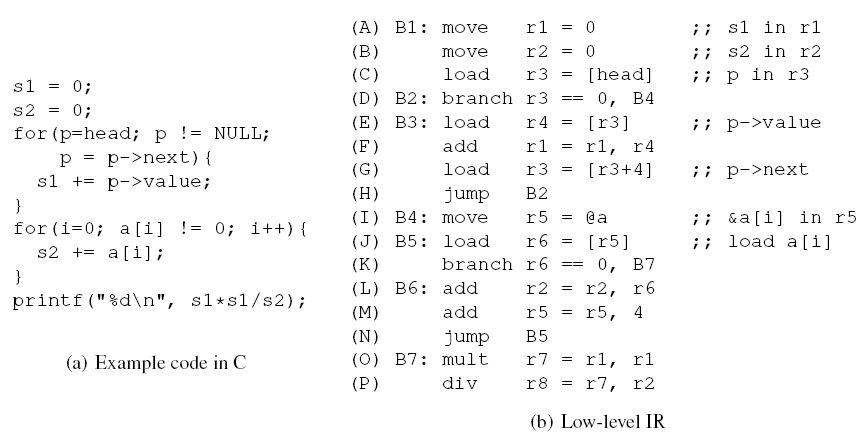 s1 = 0;
s2 = 0;
for(p=head; p != NULL;
    p = p->next){
  s1 += p->value;
}
for(i=0; a[i] != 0; i++){
  s2 += a[i];
}
printf("%d\n", s1*s1/s2);
(a) Example code in C
(A) B1: move r1 = 0 ;; s1 in r1
(B) move r2 = 0 ;; s2 in r2
(C) load r3 = [head] ;; p in r3
(D) B2: branch r3 == 0, B4
(E) B3: load r4 = [r3] ;; p->value
(F) add r1 = r1, r4
(G) load r3 = [r3+4] ;; p->next
(H) jump B2
(I) B4: move r5 = @a ;; &a[i] in r5
(J) B5: load r6 = [r5] ;; load a[i]
(K) branch r6 == 0, B7
(L) B6: add r2 = r2, r6
(M) add r5 = r5, 4
(N) jump B5
(O) B7: mult r7 = r1, r1
(P) div r8 = r7, r2
(b) Low-level IR